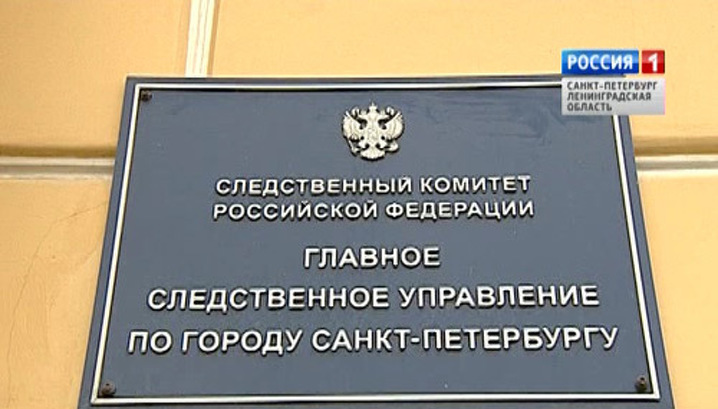 РОССИЯ 1
САНКТ-ПЕТЕРБУРГ
ЛЕНИНГРАДСКАЯ
ОБЛАСТЬ
СЛЕДСТВЕННЫЙ КОМИТЕТ
РОССИЙСКОЙ ФЕДЕРАЦИИ
ГЛАВНОЕ
СЛЕДСТВЕННОЕ УПРАВЛЕНИЕ
ПО ГОРОДУ САНКТ-ПЕТЕРБУРГУ